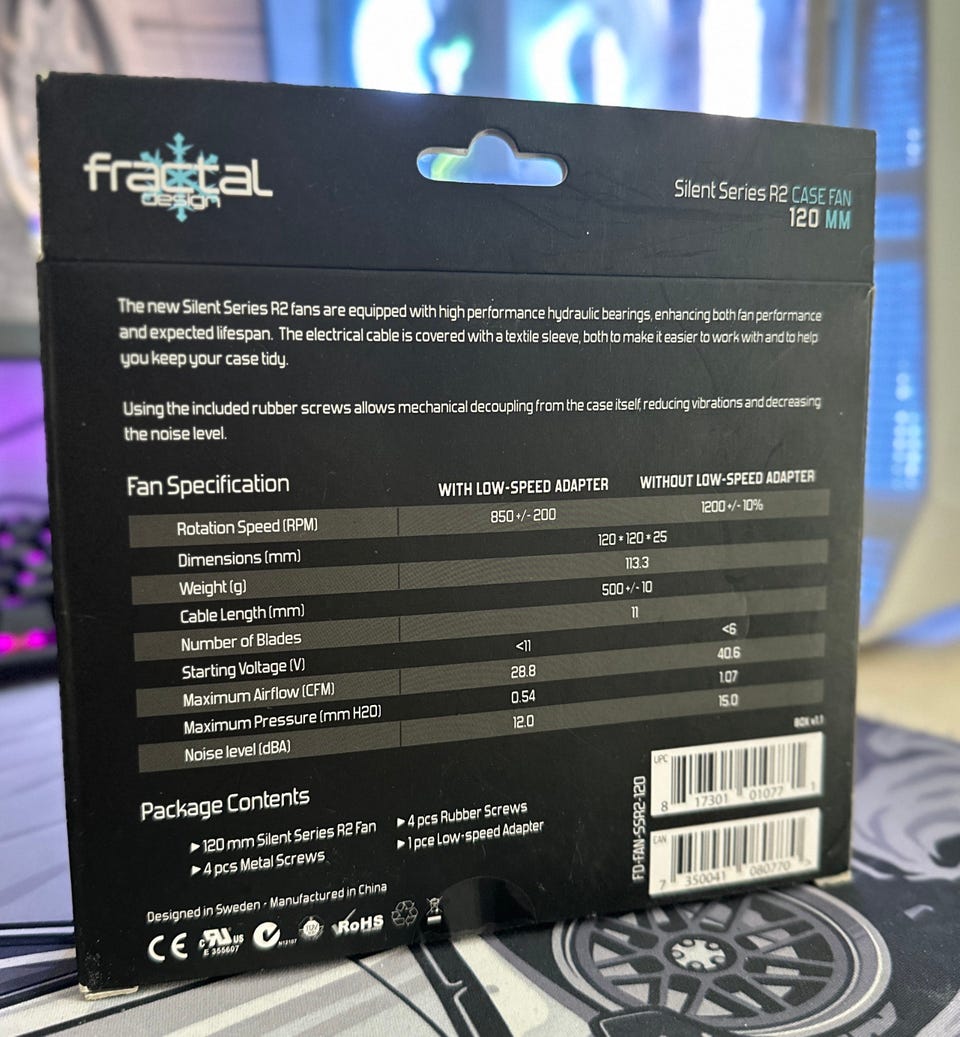 fractal
design
Silent Series R2 CASE FAN
120 MM
The new Silent Series R2 fans are equipped with high performance hydraulic bearings, enhancing both fan performance
and expected lifespan. The electrical cable is covered with a textile sleeve, both to make it easier to work with and to help
you keep your case tidy.
Using the included rubber screws allows mechanical decoupling from the case itself, reducing vibrations and decreasing
the noise level.
Fan Specification WITH LOW-SPEED ADAPTER WITHOUT LOW-SPEED ADAPTER
Rotation Speed (RPM) 850 +/- 200 1200 +/- 10%
Dimensions (mm) 120 * 120 * 25
Weight (g) 113.3
Cable Length (mm) 500 +/- 10
Number of Blades 11
Starting Voltage (V) <11 <6
Maximum Airflow (CFM) 28.8 40.6
Maximum Pressure (mm H2O) 0.54 1.07
Noise level (dBA) 12.0 15.0
BOX v1.1
Package Contents
►120 mm Silent Series R2 Fan
►4 pcs Metal Screws
►4 pcs Rubber Screws
►1 pce Low-speed Adapter
FD-FAN-SSR2-120
UPC
8 17301 01077 1
EAN
7 350041 080770
Designed in Sweden - Manufactured in China
CE c RU US RoHS
E 355607
N13107